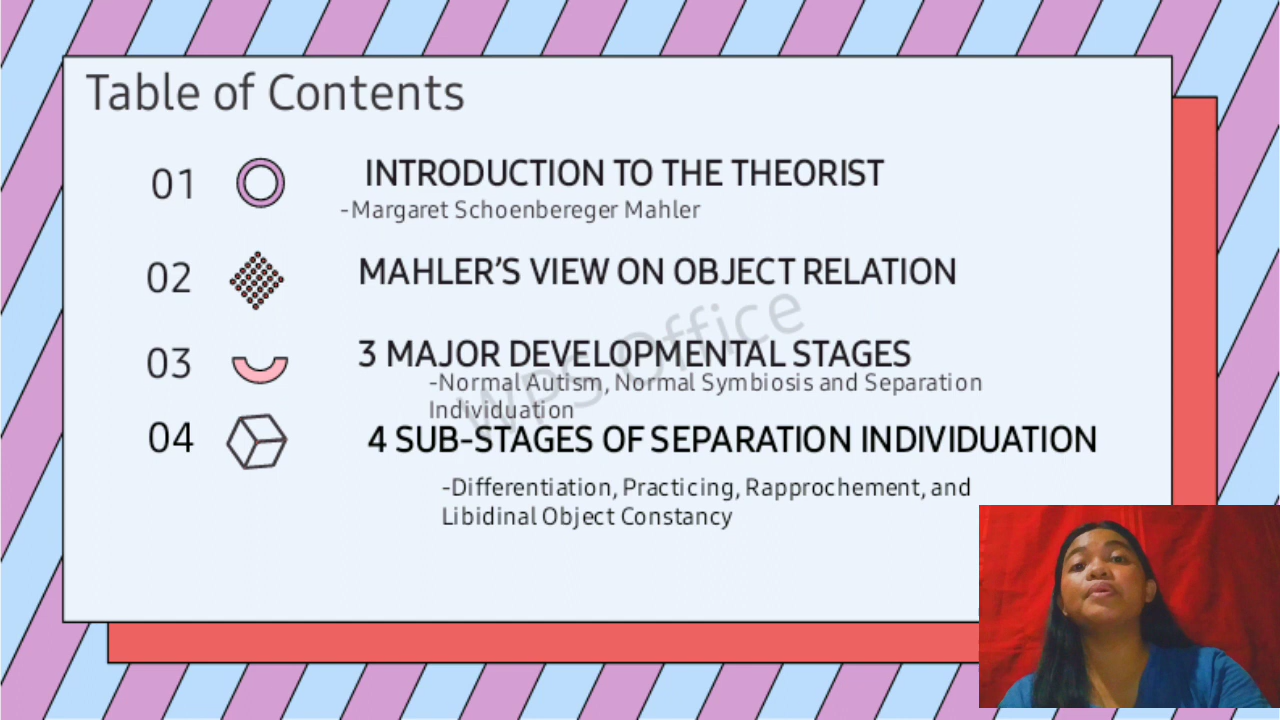 Table of Contents
01
INTRODUCTION TO THE THEORIST
-Margaret Schoenbereger Mahler
02
MAHLER’S VIEW ON OBJECT RELATION
03
3 MAJOR DEVELOPMENTAL STAGES
-Normal Autism, Normal Symbiosis and Separation
Individuation
04
4 SUB-STAGES OF SEPARATION INDIVIDUATION
-Differentiation, Practicing, Rapprochement, and
Libidinal Object Constancy
WPS Office